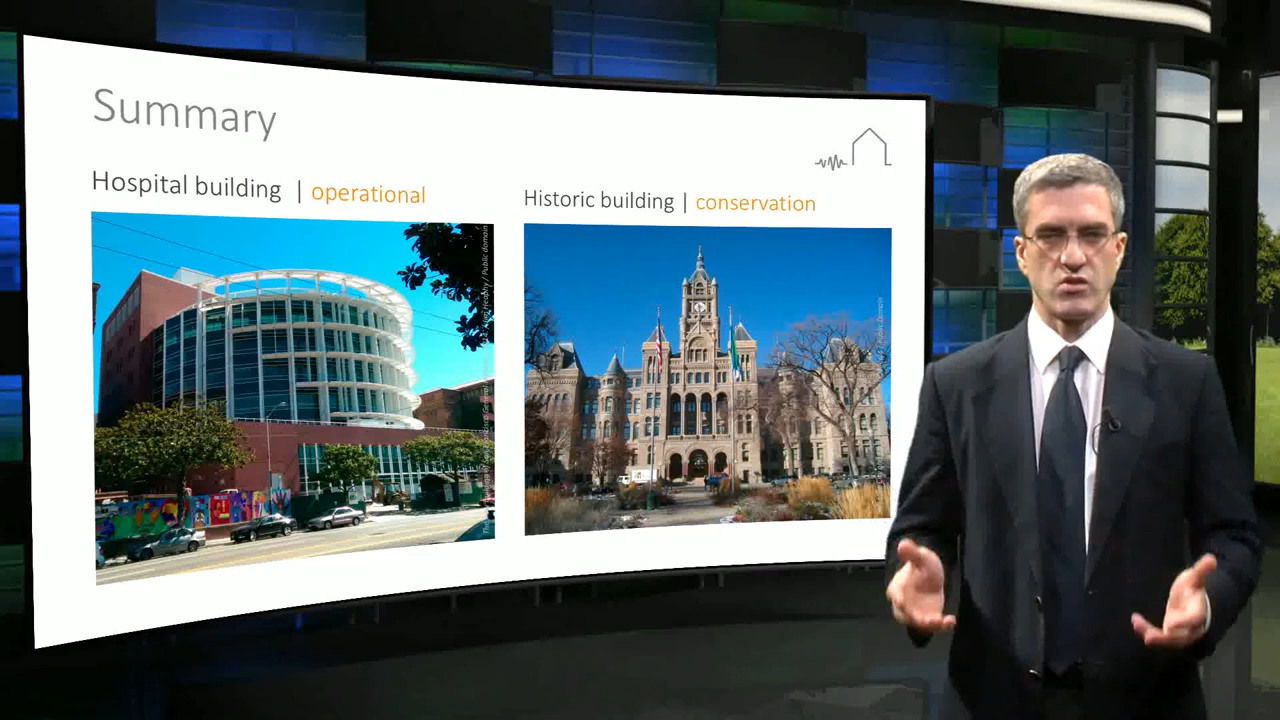 Summary
Hospital building | operational
Historic building | conservation